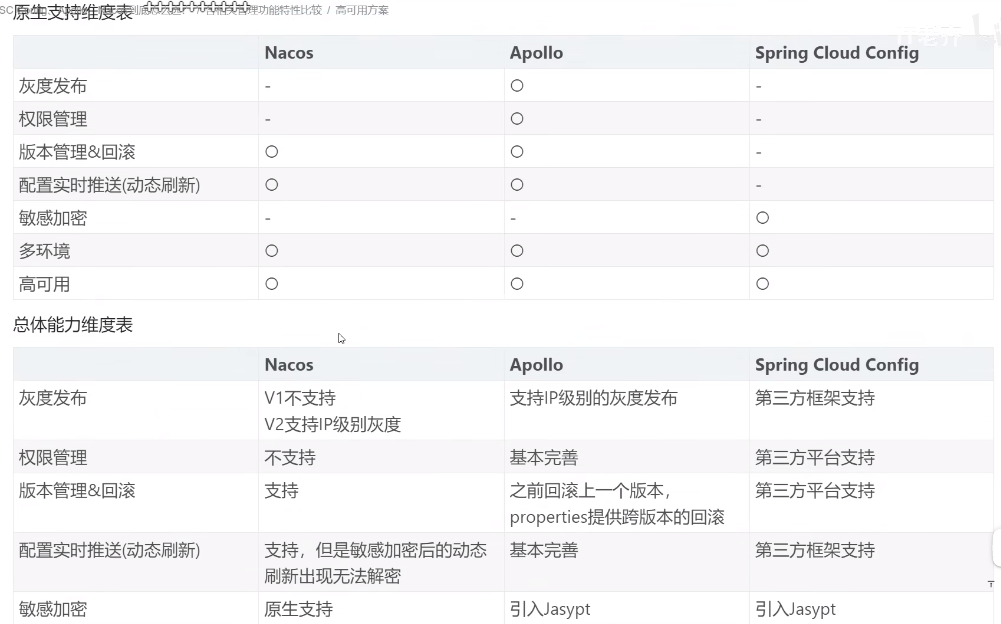 原生支持维度表
/ 各相关管理功能特性比较 / 高可用方案
Nacos Apollo Spring Cloud Config
灰度发布 - ○ -
权限管理 - ○ -
版本管理&回滚 ○ ○ -
配置实时推送(动态刷新) ○ ○ -
敏感加密 - - ○
多环境 ○ ○ ○
高可用 ○ ○ ○
总体能力维度表
Nacos Apollo Spring Cloud Config
灰度发布 V1不支持 支持IP级别的灰度发布 第三方框架支持
V2支持IP级别灰度
权限管理 不支持 基本完善 第三方平台支持
版本管理&回滚 支持 之前回滚上一个版本， 第三方平台支持
properties提供跨版本的回滚
配置实时推送(动态刷新) 支持，但是敏感加密后的动态 基本完善 第三方框架支持
刷新出现无法解密
敏感加密 原生支持 引入Jasypt 引入Jasypt